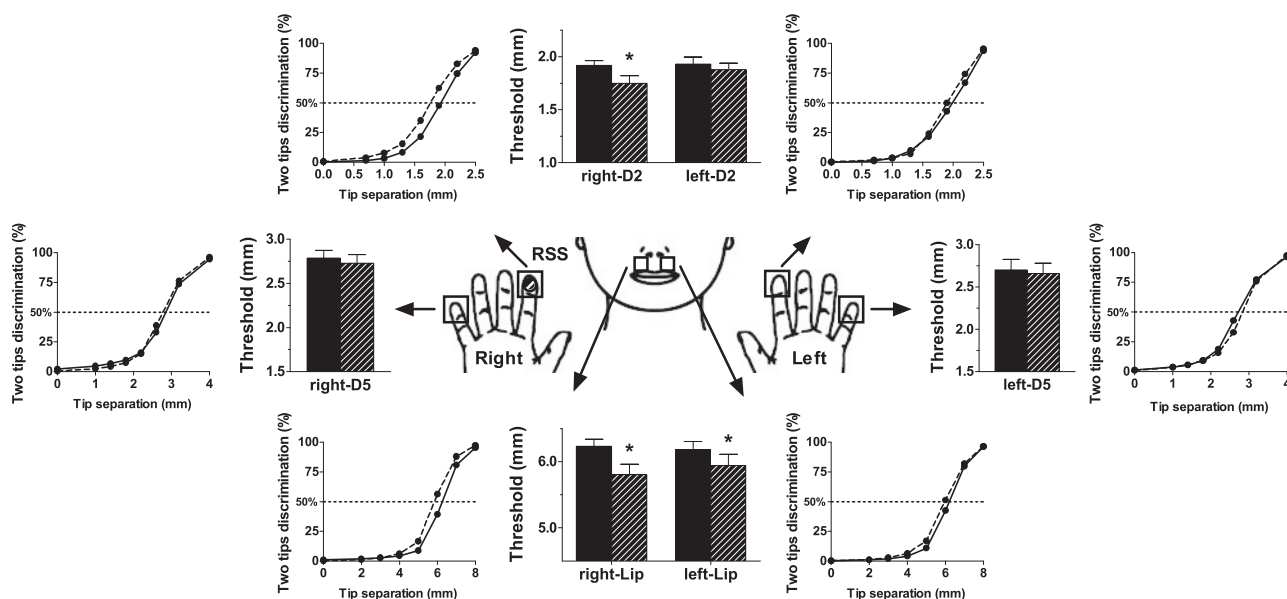 Two tips discrimination (%)
100
75
50%
25
0
0.0 0.5 1.0 1.5 2.0 2.5
Tip separation (mm)
Threshold (mm)
2.0
1.5
1.0
*
right-D2 left-D2
Two tips discrimination (%)
100
75
50%
25
0
0.0 0.5 1.0 1.5 2.0 2.5
Tip separation (mm)
Two tips discrimination (%)
100
75
50%
25
0
0 1 2 3 4
Tip separation (mm)
Threshold (mm)
3.0
2.5
2.0
1.5
right-D5
RSS
Right
Left
Threshold (mm)
3.0
2.5
2.0
1.5
left-D5
Two tips discrimination (%)
100
75
50%
25
0
0 1 2 3 4
Tip separation (mm)
Two tips discrimination (%)
100
75
50%
25
0
0 2 4 6 8
Tip separation (mm)
Threshold (mm)
6.0
5.0
* *
right-Lip left-Lip
Two tips discrimination (%)
100
75
50%
25
0
0 2 4 6 8
Tip separation (mm)